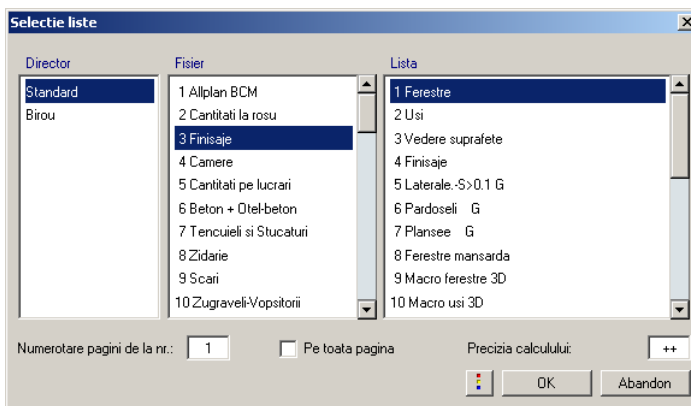 Selectie liste
Director
Standard
Birou
Fisier
1 Allplan BCM
2 Cantitati la rosu
3 Finisaje
4 Camere
5 Cantitati pe lucrari
6 Beton + Otel-beton
7 Tencuieli si Stucaturi
8 Zidarie
9 Scari
10 Zugraveli-Vopsitorii
Lista
1 Ferestre
2 Usi
3 Vedere suprafete
4 Finisaje
5 Laterale.-S>0.1 G
6 Pardoseli G
7 Plansee G
8 Ferestre mansarda
9 Macro ferestre 3D
10 Macro usi 3D
Numerotare pagini de la nr.: 1 Pe toata pagina Precizia calculului: ++
OK Abandon